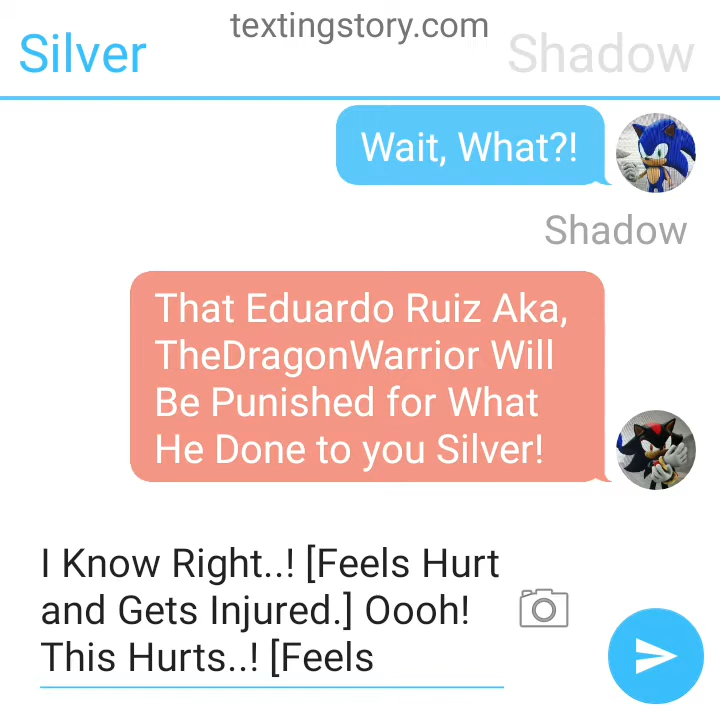 textingstory.com
Silver
Shadow
Wait, What?!
Shadow
That Eduardo Ruiz Aka,
TheDragonWarrior Will
Be Punished for What
He Done to you Silver!
I Know Right..! [Feels Hurt
and Gets Injured.] Oooh!
This Hurts..! [Feels